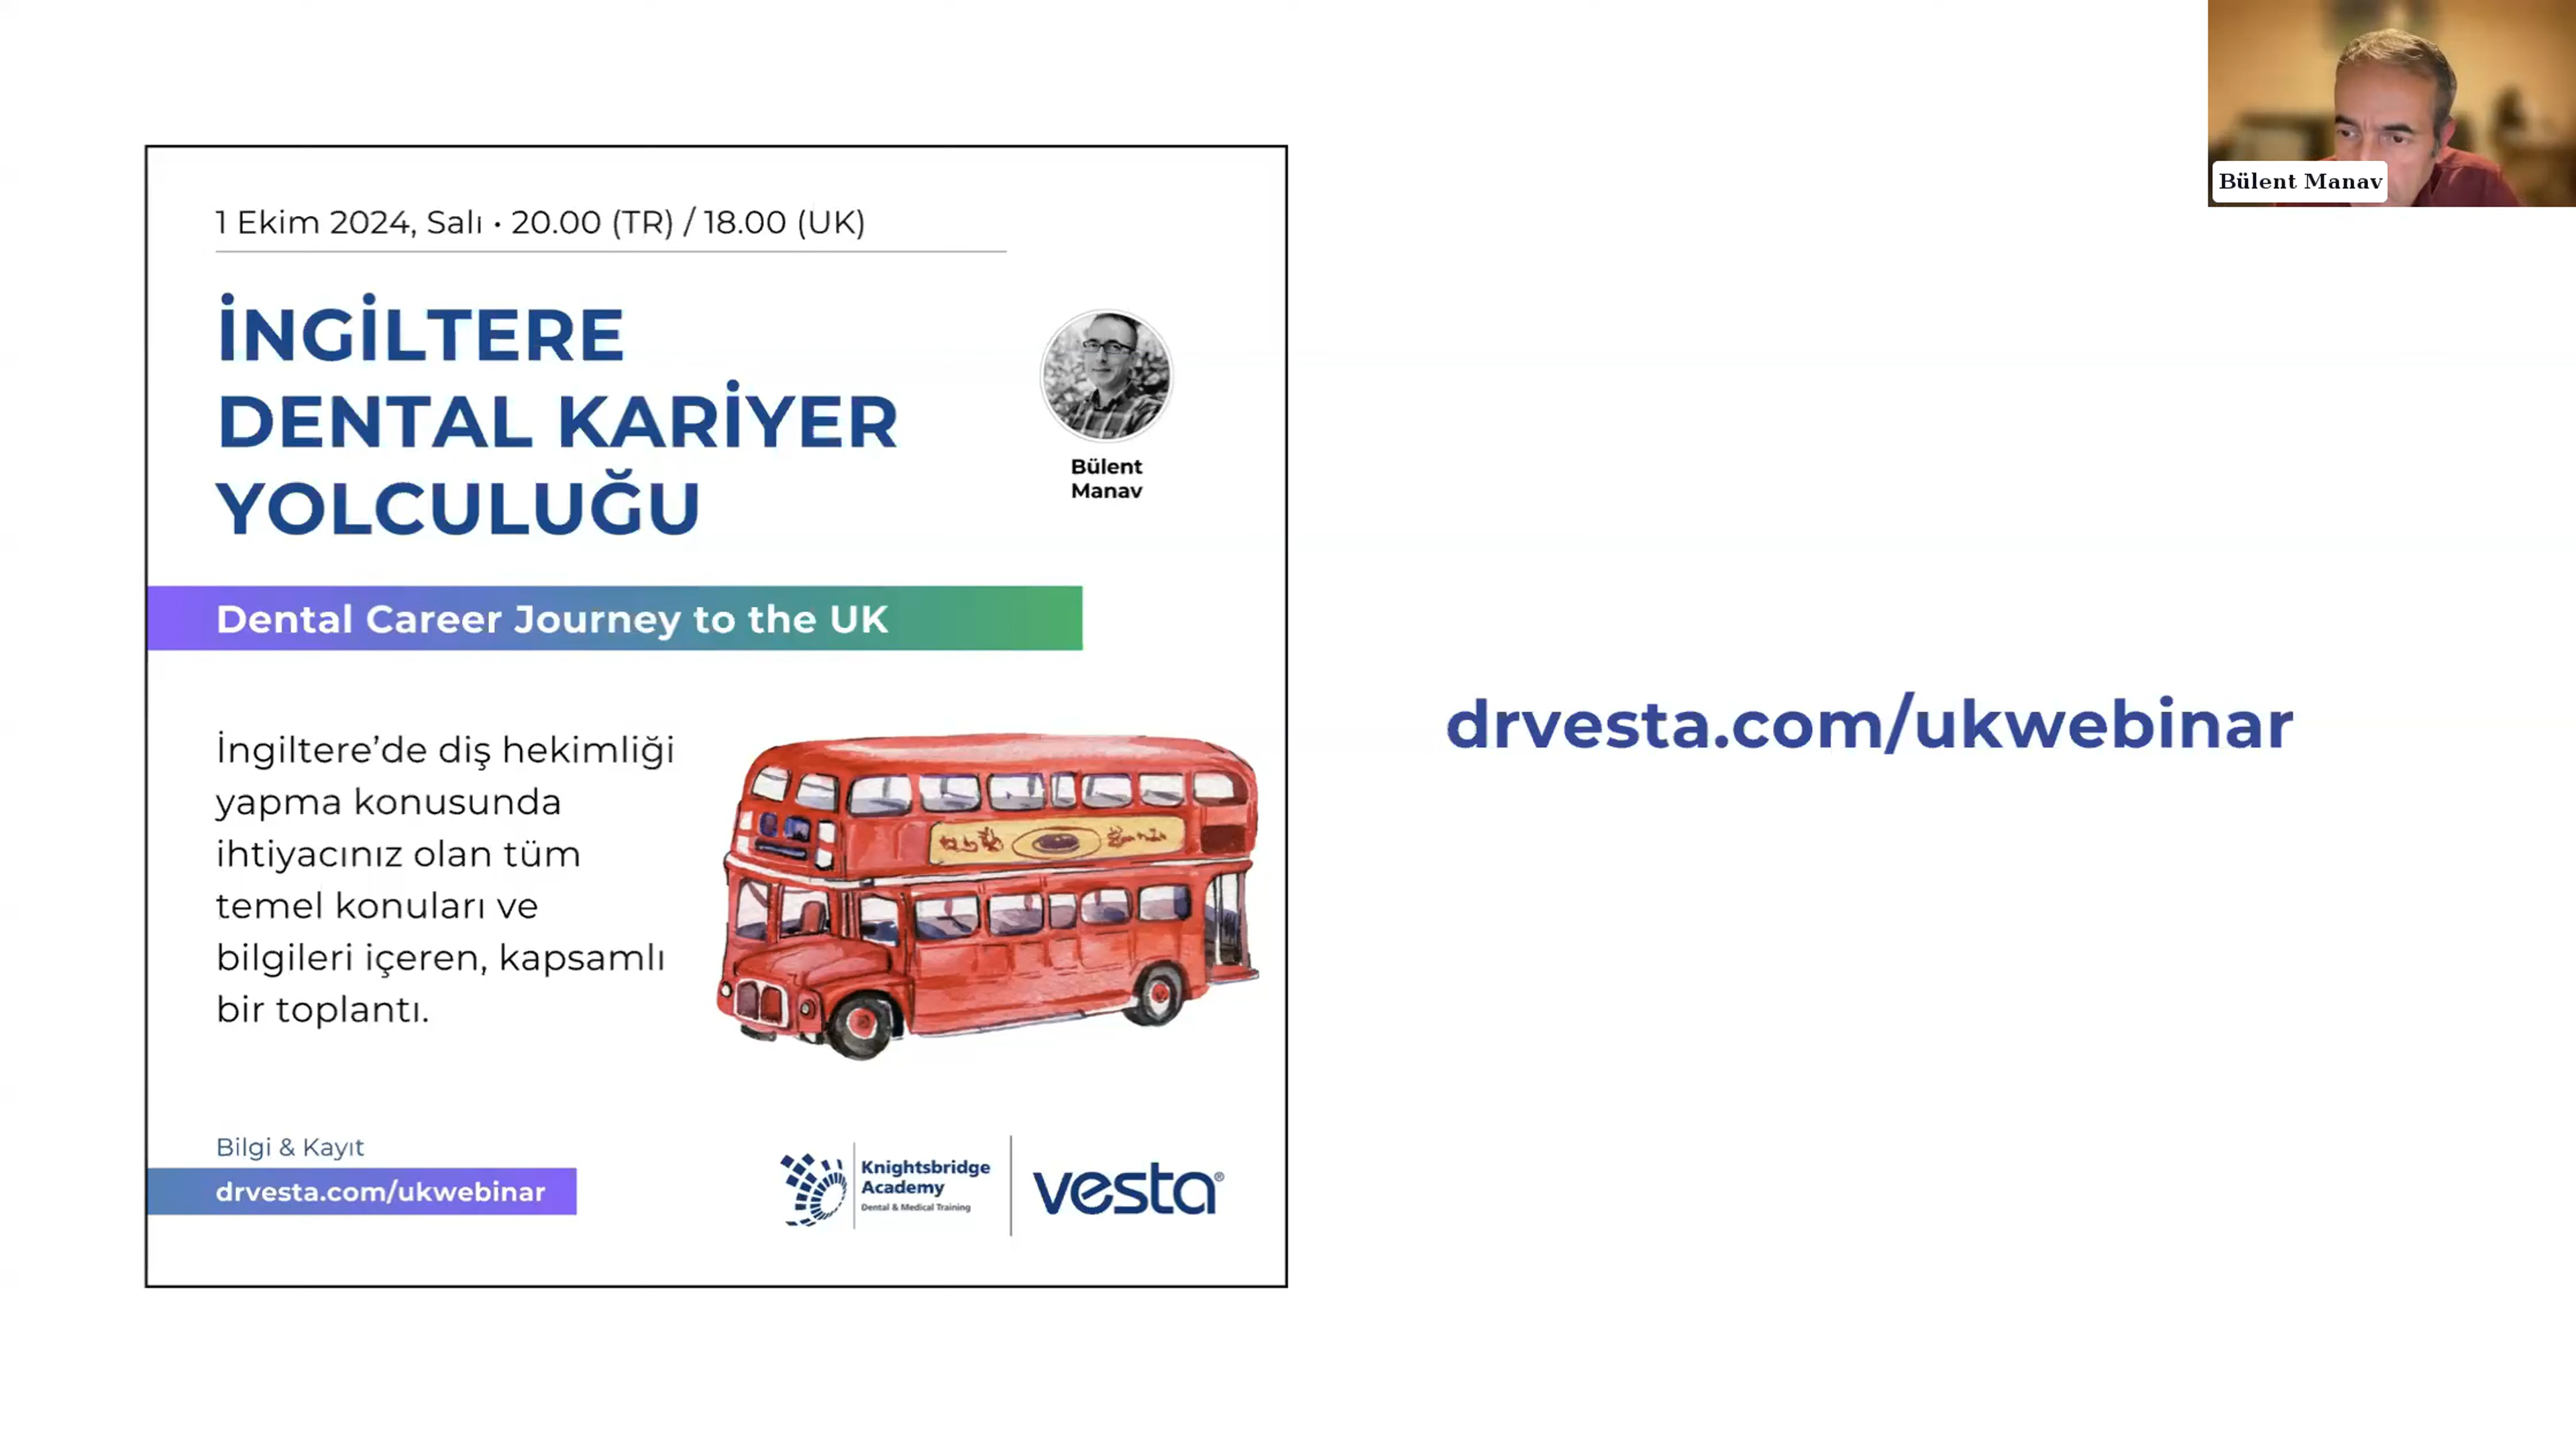 1 Ekim 2024, Salı • 20.00 (TR) / 18.00 (UK)
İNGİLTERE
DENTAL KARİYER
YOLCULUĞU
Bülent
Manav
Dental Career Journey to the UK
İngiltere’de diş hekimliği
yapma konusunda
ihtiyacınız olan tüm
temel konuları ve
bilgileri içeren, kapsamlı
bir toplantı.
Bilgi & Kayıt
drvesta.com/ukwebinar
Knightsbridge
Academy
Dental & Medical Training
vesta®
drvesta.com/ukwebinar
Bülent Manav